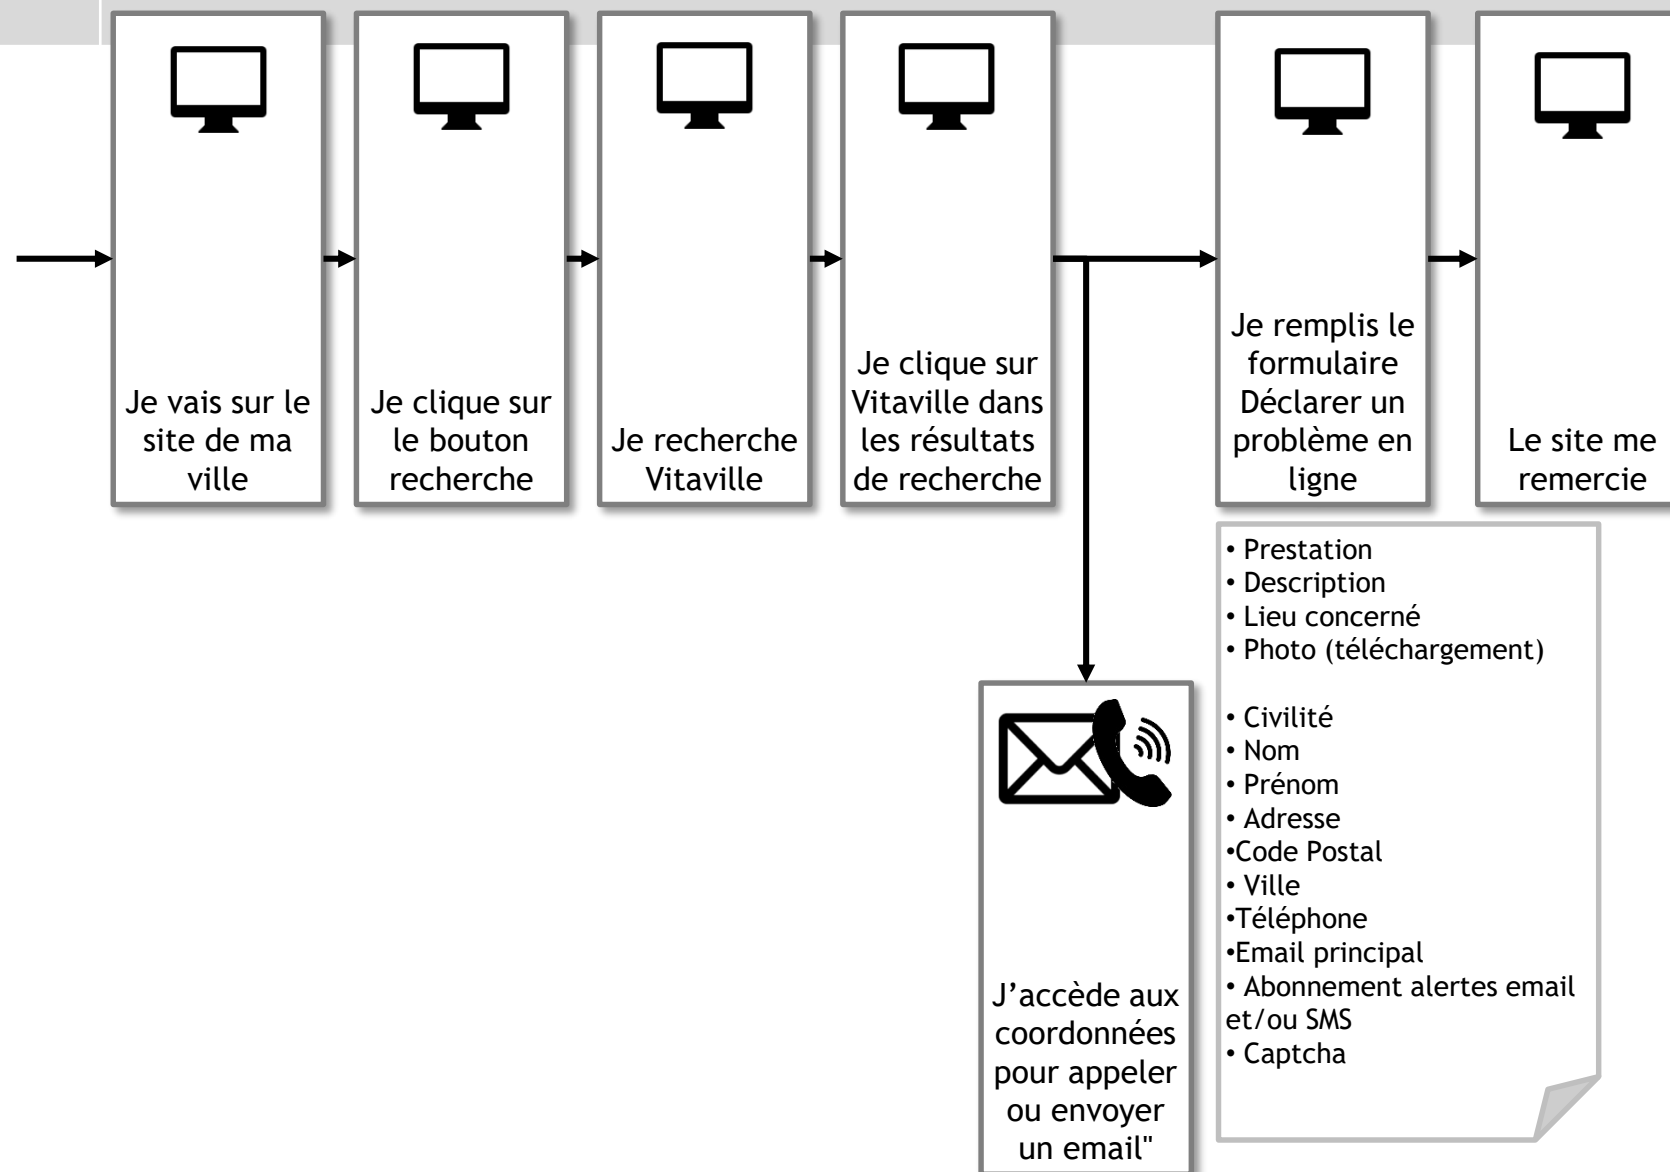 Je vais sur le
site de ma
ville
Je clique sur
le bouton
recherche
Je recherche
Vitaville
Je clique sur
Vitaville dans
les résultats
de recherche
Je remplis le
formulaire
Déclarer un
problème en
ligne
Le site me
remercie
• Prestation
• Description
• Lieu concerné
• Photo (téléchargement)
• Civilité
• Nom
• Prénom
• Adresse
•Code Postal
• Ville
•Téléphone
•Email principal
• Abonnement alertes email
et/ou SMS
• Captcha
J’accède aux
coordonnées
pour appeler
ou envoyer
un email"